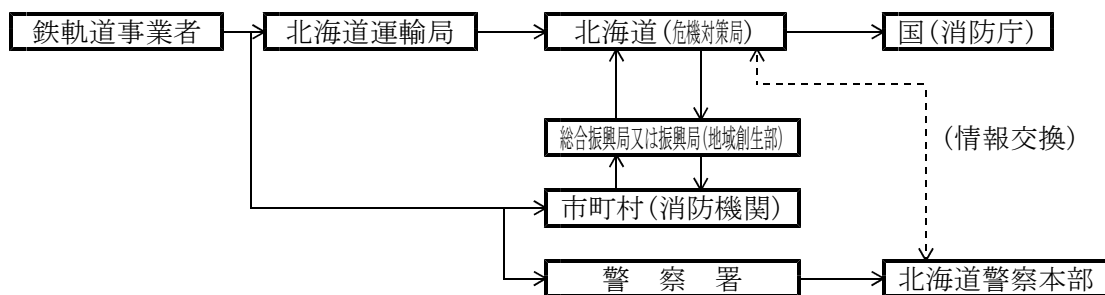 鉄軌道事業者
北海道運輸局
北海道(危機対策局)
国(消防庁)
総合振興局又は振興局(地域創生部)
(情報交換)
市町村(消防機関)
警察署
北海道警察本部